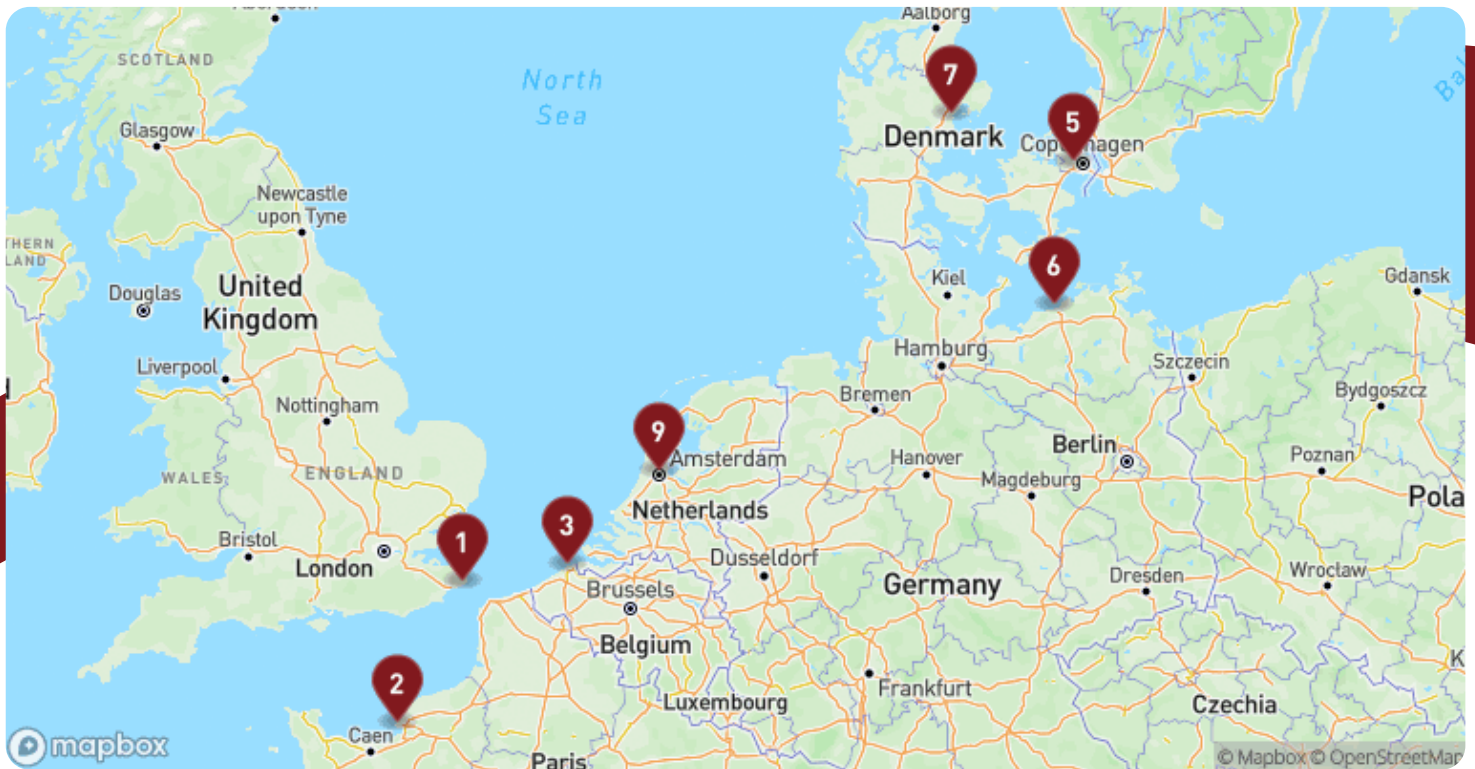 Aalborg
SCOTLAND
North
Sea
7
5
Glasgow
Denmark
Copenhagen
Newcastle
upon Tyne
6
Kiel
Gdansk
Douglas
United
Kingdom
Hamburg
Szczecin
Liverpool
Bremen
Bydgoszcz
Nottingham
9
Amsterdam
Berlin
Hanover
Poznan
WALES
ENGLAND
Magdeburg
Netherlands
3
1
Bristol
London
Dusseldorf
Germany
Dresden
Wrocław
Brussels
Belgium
2
Frankfurt
Luxembourg
Czechia
Caen
mapbox
Paris
© Mapbox © OpenStreetMap